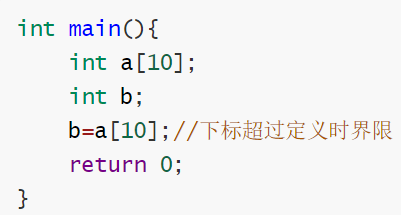 int main(){
    int a[10];
    int b;
    b=a[10];//下标超过定义时界限
    return 0;
}